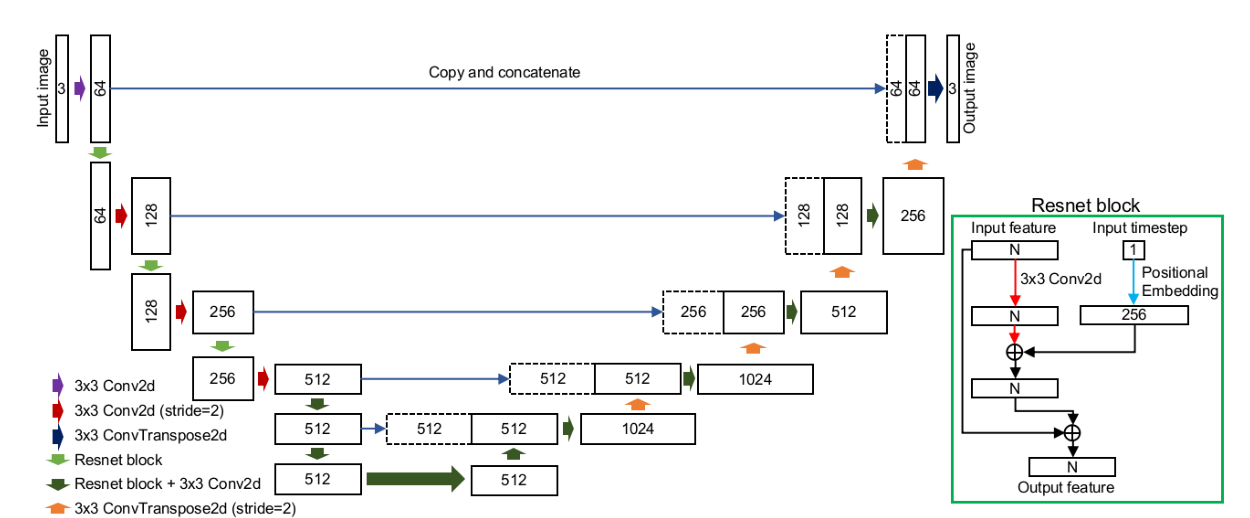 Input image
3
64
Copy and concatenate
64
64
3
Output image
64
128
128
128
256
128
256
256
256
512
256
512
512
512
1024
512
512
512
1024
512
512
3x3 Conv2d
3x3 Conv2d (stride=2)
3x3 ConvTranspose2d
Resnet block
Resnet block + 3x3 Conv2d
3x3 ConvTranspose2d (stride=2)
Resnet block
Input feature
Input timestep
N
1
3x3 Conv2d
Positional
Embedding
N
256
N
N
Output feature